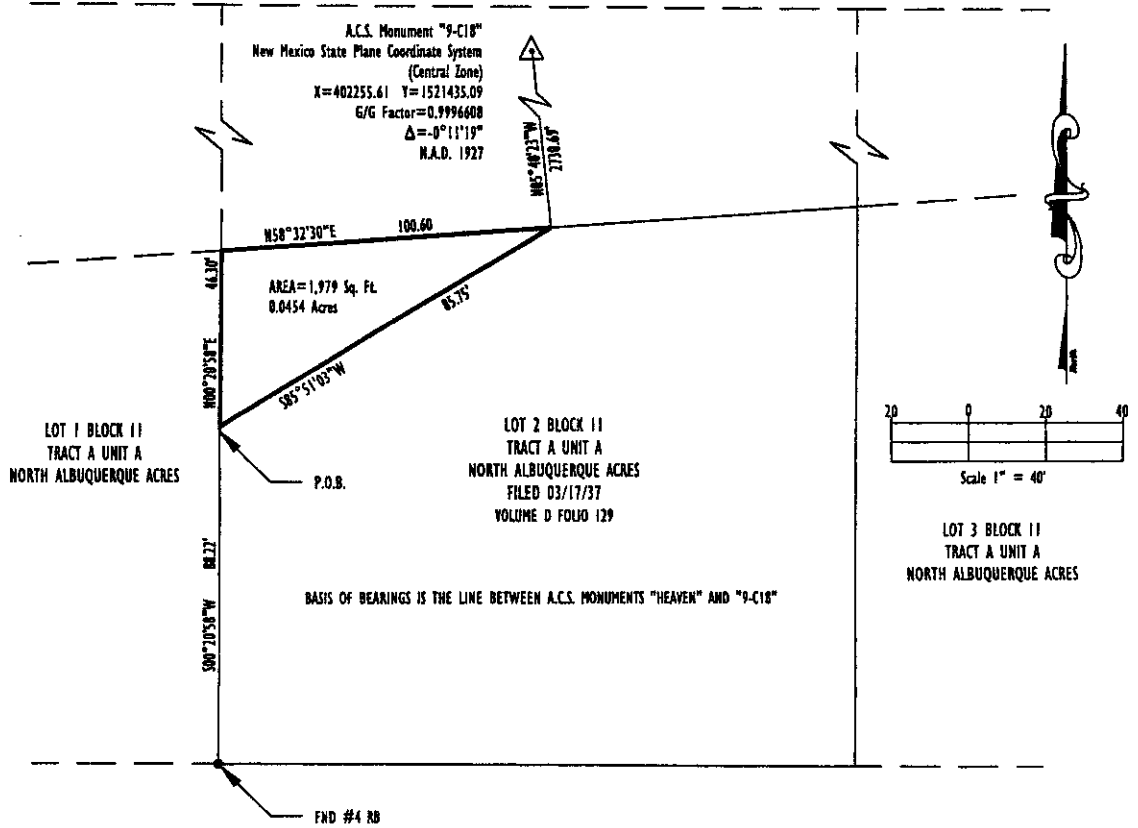 A.C.S. Monument "9-C18"
New Mexico State Plane Coordinate System
(Central Zone)
X=402255.61 Y=1521435.09
G/G Factor=0.9996608
Δ=-0°11'19"
N.A.D. 1927
N05°40'23"W
2730.69'
N58°32'30"E 100.60
46.30'
N00°20'58"E
AREA=1,979 Sq. Ft.
0.0454 Acres
85.75'
S85°51'03"W
North
20 0 20 40
Scale 1" = 40'
LOT 1 BLOCK 11
TRACT A UNIT A
NORTH ALBUQUERQUE ACRES
P.O.B.
LOT 2 BLOCK 11
TRACT A UNIT A
NORTH ALBUQUERQUE ACRES
FILED 03/17/37
VOLUME D FOLIO 129
LOT 3 BLOCK 11
TRACT A UNIT A
NORTH ALBUQUERQUE ACRES
88.22'
S00°20'58"W
BASIS OF BEARINGS IS THE LINE BETWEEN A.C.S. MONUMENTS "HEAVEN" AND "9-C18"
FND #4 RB